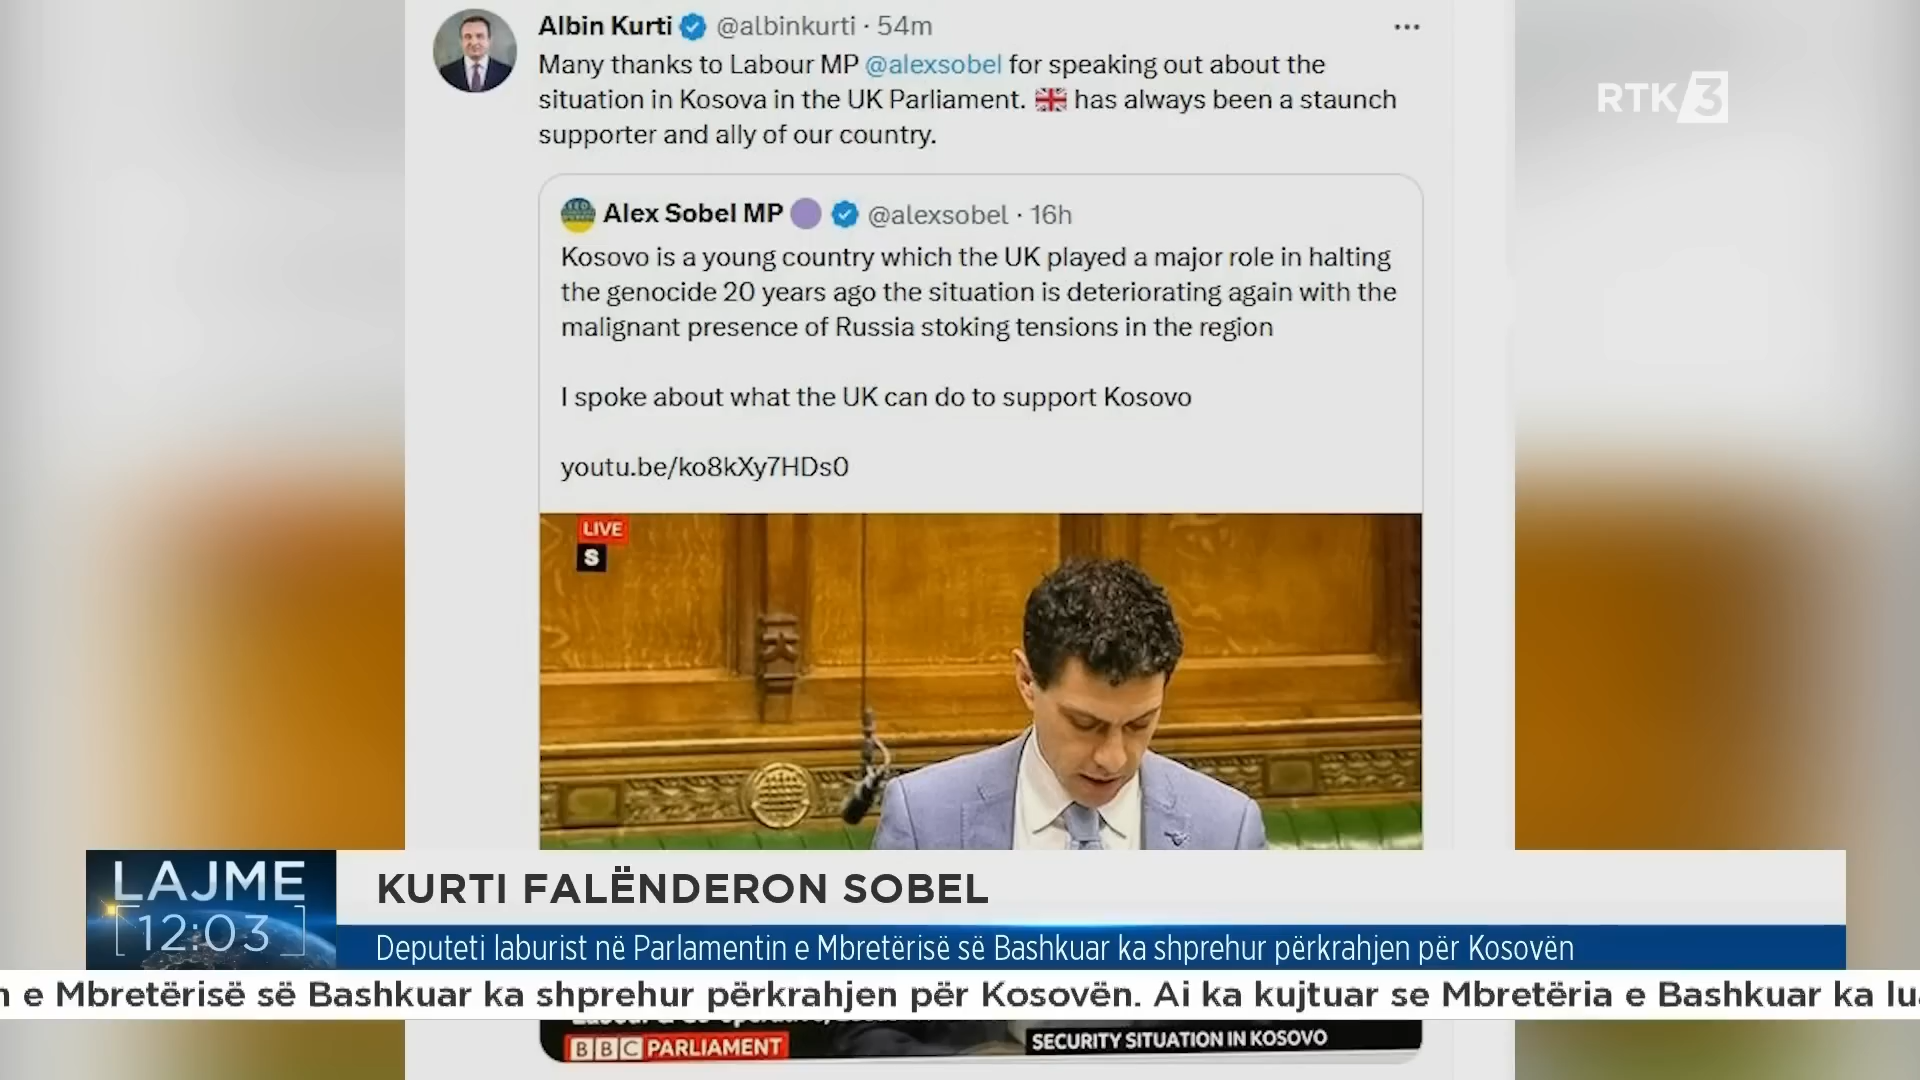 Albin Kurti @albinkurti · 54m
Many thanks to Labour MP @alexsobel for speaking out about the
situation in Kosova in the UK Parliament. 🇬🇧 has always been a staunch
supporter and ally of our country.
RTK 3
Alex Sobel MP @alexsobel · 16h
Kosovo is a young country which the UK played a major role in halting
the genocide 20 years ago the situation is deteriorating again with the
malignant presence of Russia stoking tensions in the region
I spoke about what the UK can do to support Kosovo
youtu.be/ko8kXy7HDs0
LIVE
S
LAJME
12:03
KURTI FALËNDERON SOBEL
Deputeti laburist në Parlamentin e Mbretërisë së Bashkuar ka shprehur përkrahjen për Kosovën
e Mbretërisë së Bashkuar ka shprehur përkrahjen për Kosovën. Ai ka kujtuar se Mbretëria e Bashkuar ka
BBC PARLIAMENT
SECURITY SITUATION IN KOSOVO